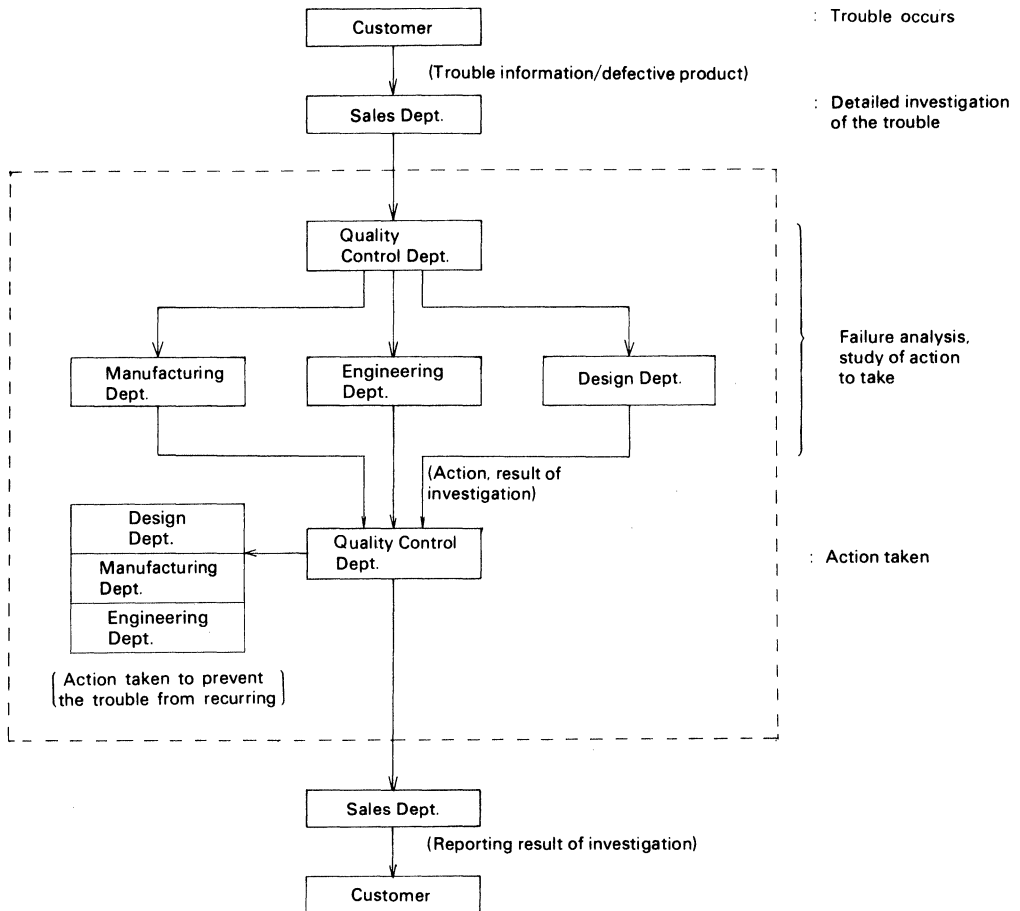 Customer
: Trouble occurs
(Trouble information/defective product)
Sales Dept.
: Detailed investigation
of the trouble
Quality
Control Dept.
Manufacturing
Dept.
Engineering
Dept.
Design Dept.
Failure analysis,
study of action
to take
(Action, result of
investigation)
Design
Dept.
Manufacturing
Dept.
Engineering
Dept.
Quality Control
Dept.
: Action taken
(Action taken to prevent
the trouble from recurring)
Sales Dept.
(Reporting result of investigation)
Customer